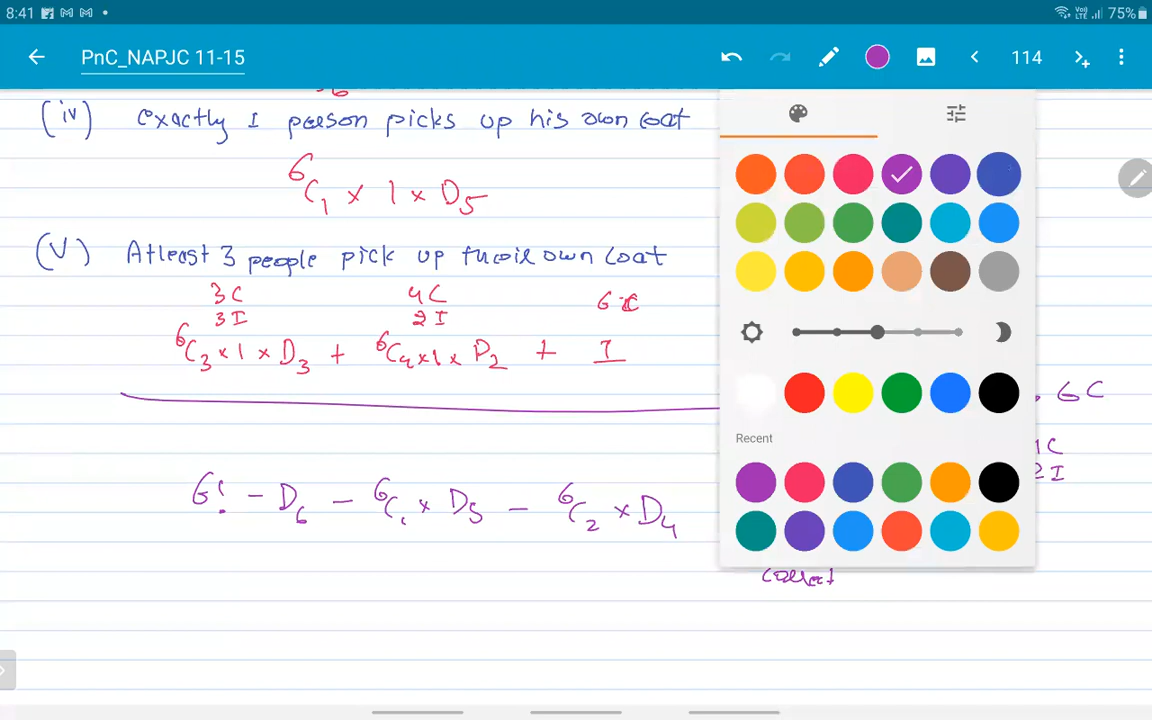 8:41 75%
PnC_NAPJC 11-15 114
(iv) exactly 1 person picks up his own coat
⁶C₁ × 1 × D₅
(V) Atleast 3 people pick up their own coat
3C 4C 6C
3I 2I
⁶C₃ × 1 × D₃ + ⁶C₄ × 1 × D₂ + 1
6C
1C
2I
6! - D₆ - ⁶C₁ × D₅ - ⁶C₂ × D₄
Recent